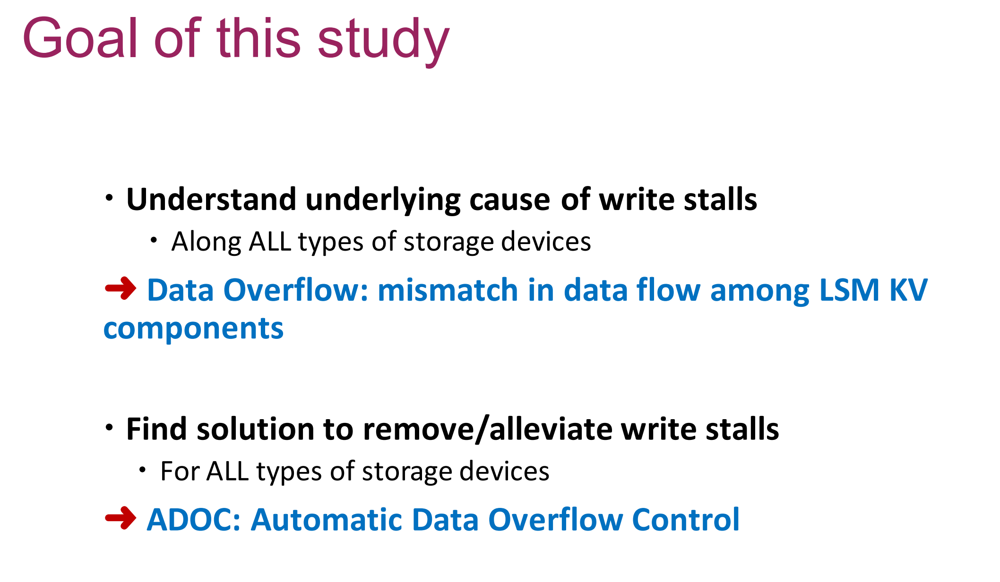 Goal of this study
• Understand underlying cause of write stalls
• Along ALL types of storage devices
➜ Data Overflow: mismatch in data flow among LSM KV
components
• Find solution to remove/alleviate write stalls
• For ALL types of storage devices
➜ ADOC: Automatic Data Overflow Control